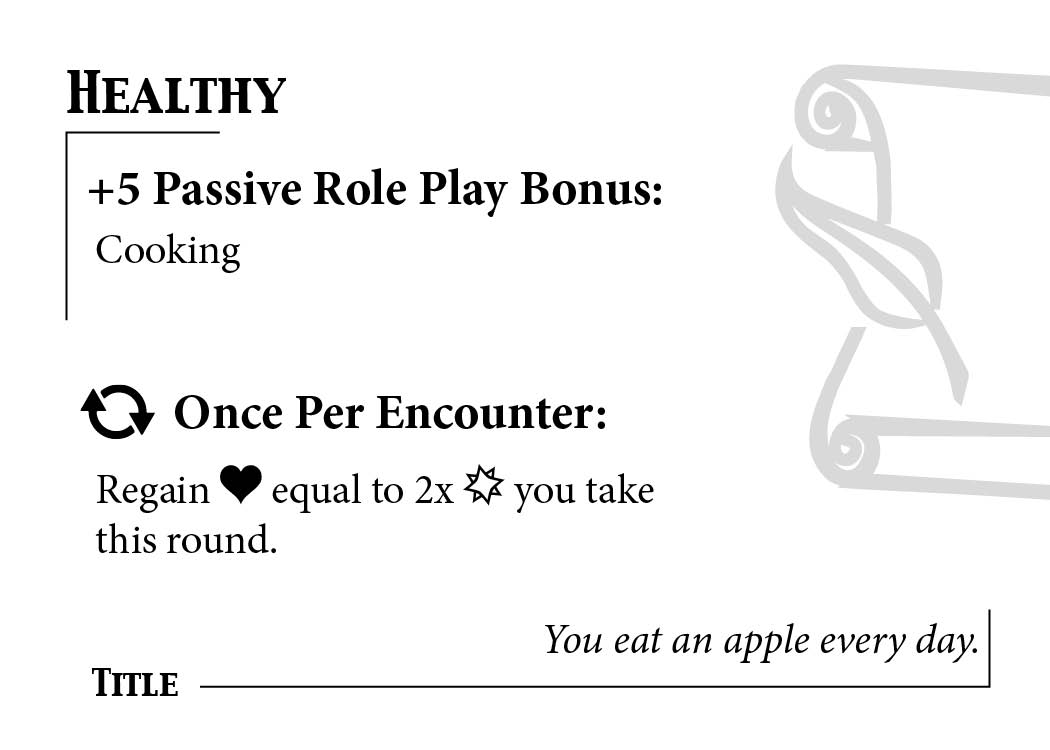 Healthy
+5 Passive Role Play Bonus:
Cooking
Once Per Encounter:
Regain ♥ equal to 2x ✡ you take
this round.
You eat an apple every day.
Title